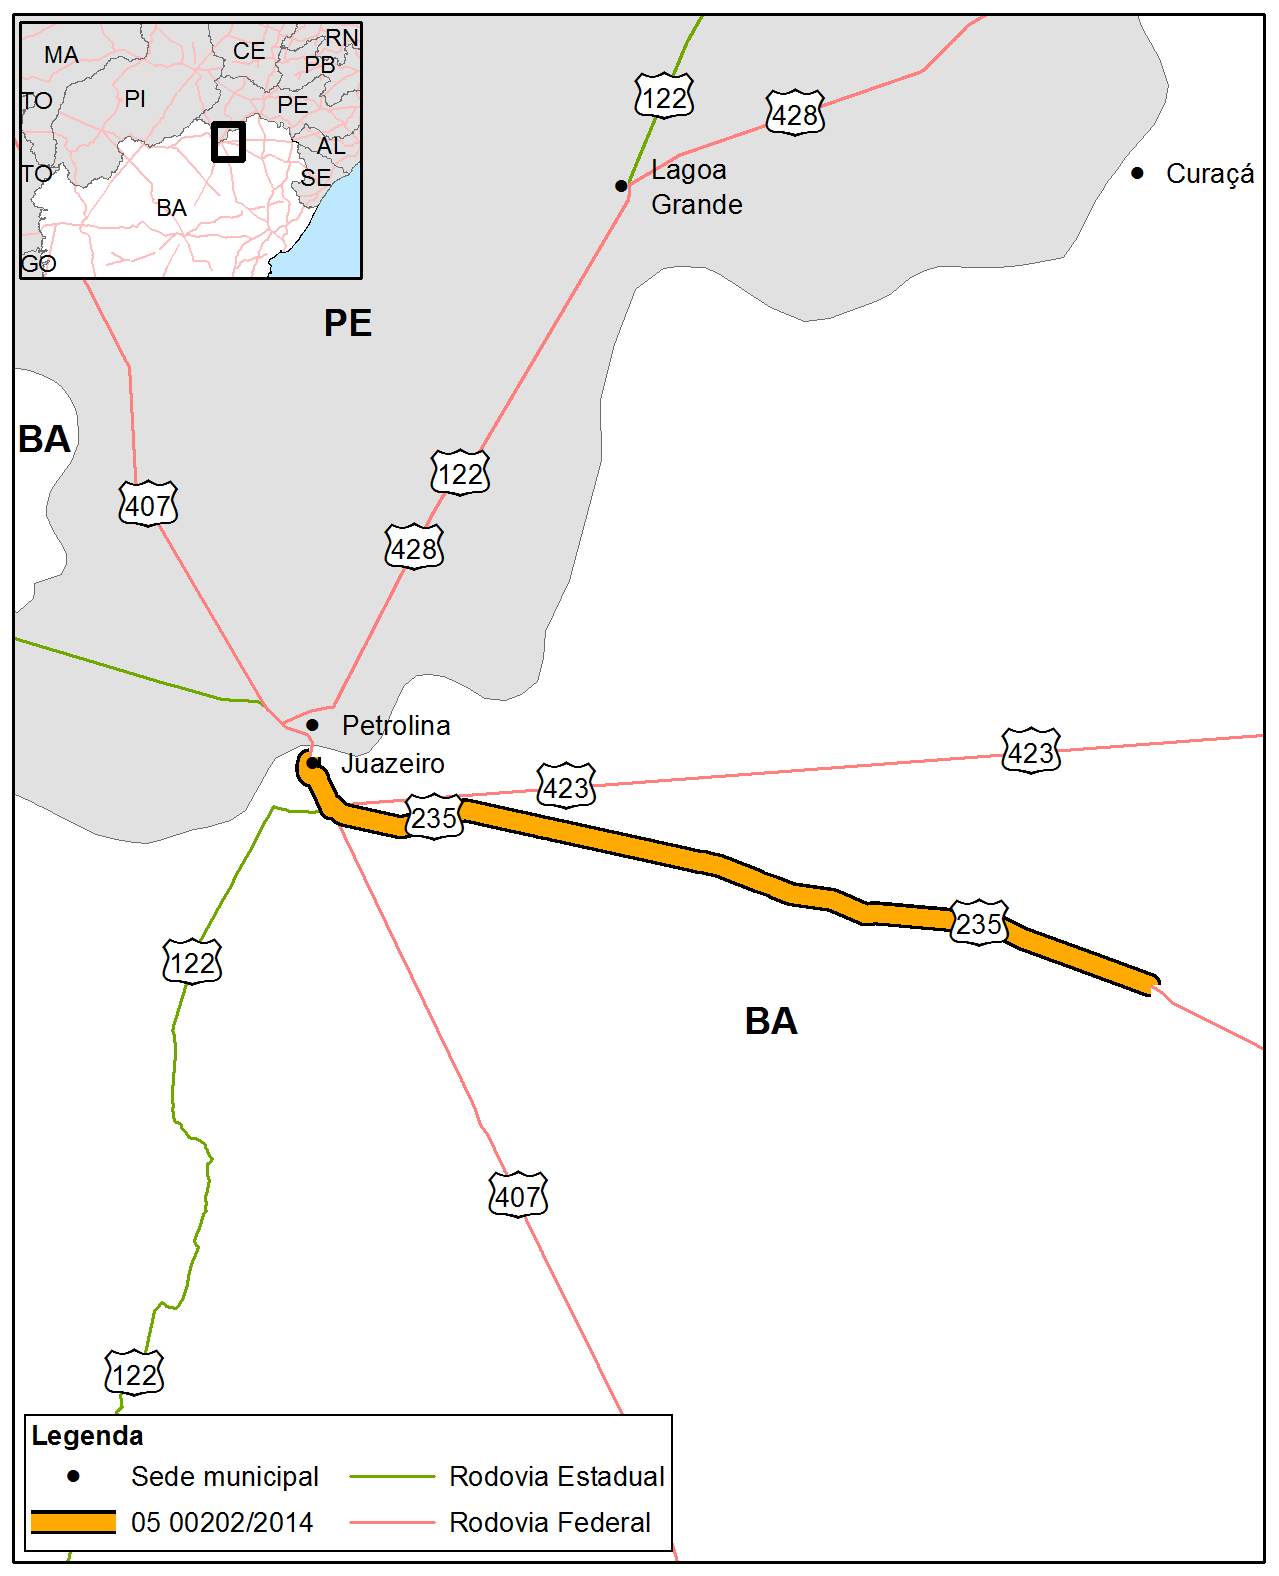 MA
CE
RN
PB
TO
PI
PE
AL
TO
SE
BA
GO
122
428
Lagoa
Grande
Curaçá
PE
BA
122
407
428
Petrolina
Juazeiro
423
423
235
235
122
BA
407
122
Legenda
Sede municipal
Rodovia Estadual
05 00202/2014
Rodovia Federal